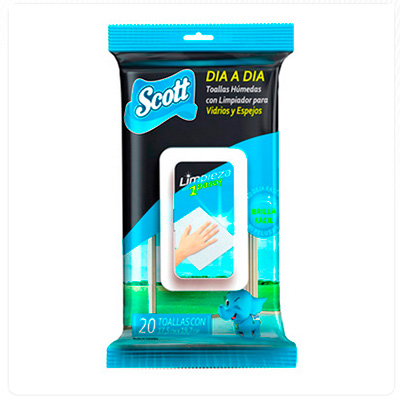 Scott
DIA A DIA
Toallas Húmedas
con Limpiador para
Vidrios y Espejos
Limpieza
20 TOALLAS CON